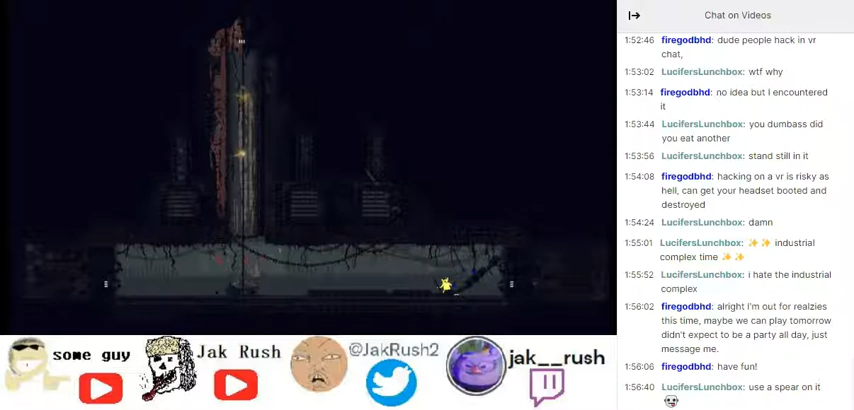 Chat on Videos
1:52:46 firegodbhd: dude people hack in vr
chat,
1:53:02 LucifersLunchbox: wtf why
1:53:14 firegodbhd: no idea but I encountered
it
1:53:44 LucifersLunchbox: you dumbass did
you eat another
1:53:56 LucifersLunchbox: stand still in it
1:54:08 firegodbhd: hacking on a vr is risky as
hell, can get your headset booted and
destroyed
1:54:24 LucifersLunchbox: damn
1:55:01 LucifersLunchbox: ✨ ✨ industrial
complex time ✨ ✨
1:55:52 LucifersLunchbox: i hate the industrial
complex
1:56:02 firegodbhd: alright I'm out for realzies
this time, maybe we can play tomorrow
didn't expect to be a party all day, just
message me.
1:56:06 firegodbhd: have fun!
1:56:40 LucifersLunchbox: use a spear on it
some guy
Jak Rush
@JakRush2
jak__rush